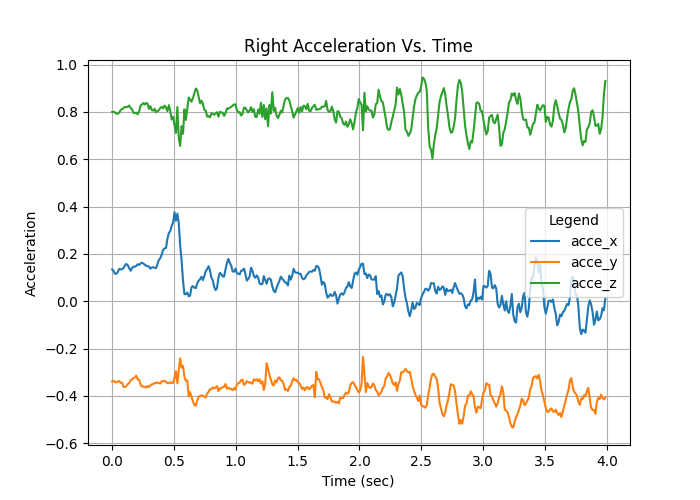 Right Acceleration Vs. Time
Acceleration
1.0
0.8
0.6
0.4
0.2
0.0
−0.2
−0.4
−0.6
Legend
acce_x
acce_y
acce_z
0.0 0.5 1.0 1.5 2.0 2.5 3.0 3.5 4.0
Time (sec)